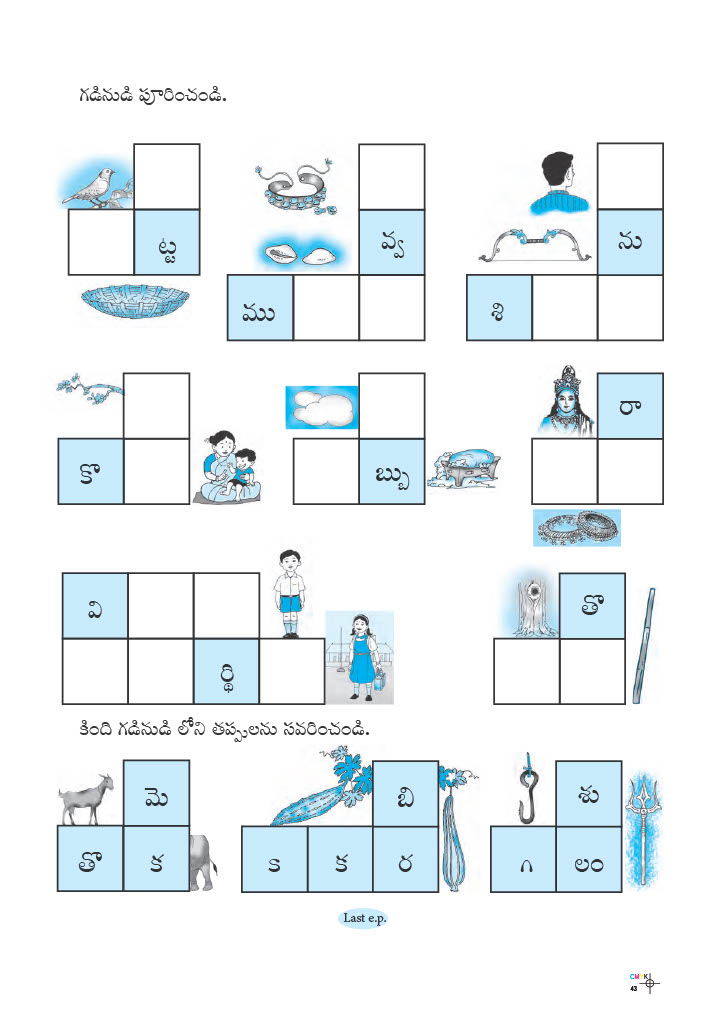 గడినుడి పూరించండి.
ట్ట
వ్వ
ను
ము
శి
రా
కొ
బ్బు
వి
తొ
ర్థి
కింది గడినుడి లోని తప్పులను సవరించండి.
మె
బి
శు
తొ క
క క ర
గి లం
Last e.p.
CMYK
43